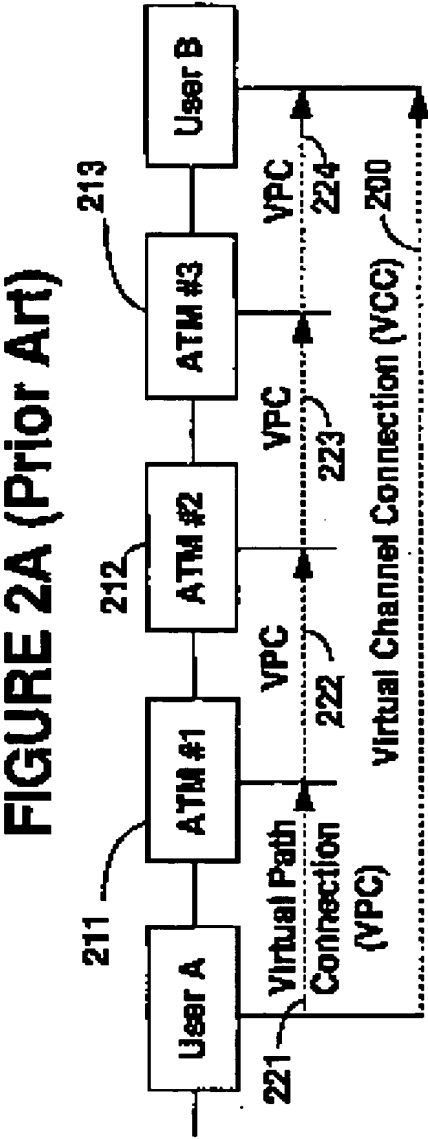 FIGURE 2A (Prior Art)
211
212
213
User A
ATM #1
ATM #2
ATM #3
User B
Virtual Path
Connection
(VPC)
VPC
VPC
VPC
221
222
223
224
Virtual Channel Connection (VCC)
200